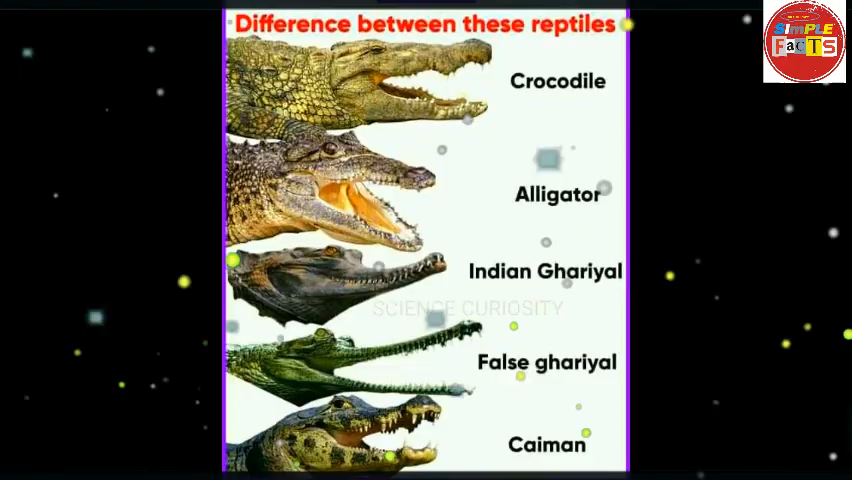 Difference between these reptiles
SimPLE
FacTS
Crocodile
Alligator
Indian Ghariyal
SCIENCE CURIOSITY
False ghariyal
Caiman